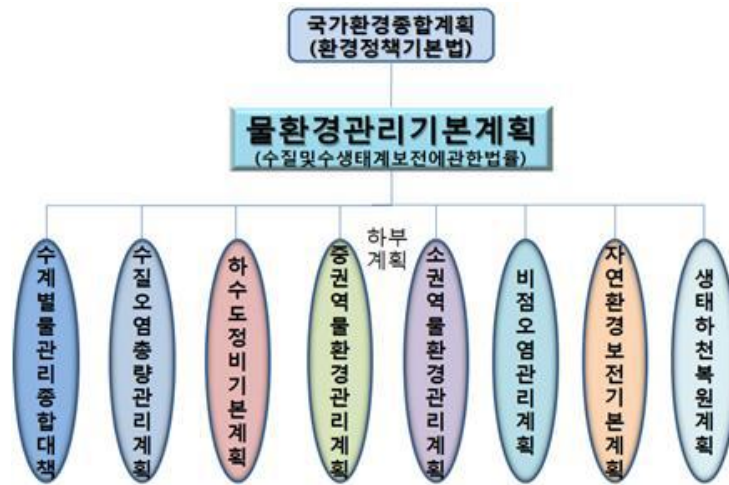 국가환경종합계획
(환경정책기본법)
물환경관리기본계획
(수질및수생태계보전에관한법률)
하부
계획
수계별물관리종합대책
수질오염총량관리계획
하수도정비기본계획
중권역물환경관리계획
소권역물환경관리계획
비점오염관리계획
자연환경보전기본계획
생태하천복원계획